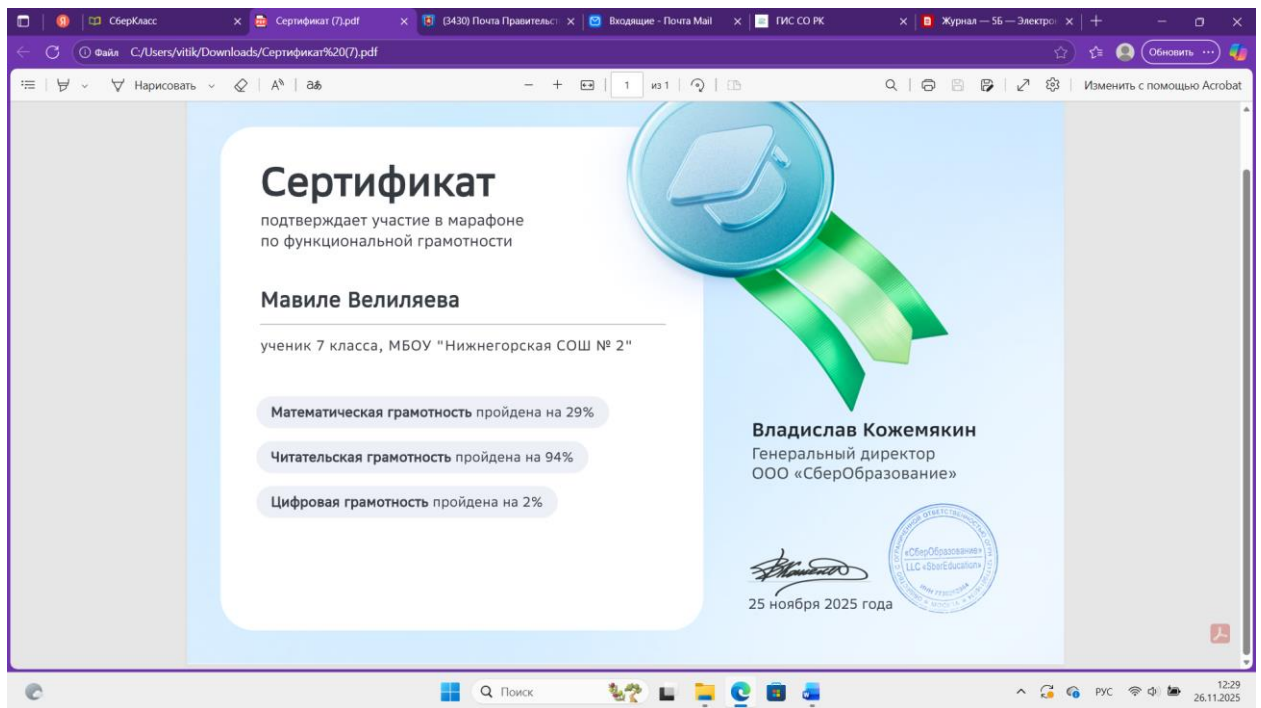 СберКласс
Сертификат (7).pdf
(3430) Почта Правительст
Входящие - Почта Mail
ГИС СО РК
Журнал — 5Б — Электро
Файл C:/Users/vitik/Downloads/Сертификат%20(7).pdf
Обновить
Нарисовать
1 из 1
Изменить с помощью Acrobat
Сертификат
подтверждает участие в марафоне
по функциональной грамотности
Мавиле Велиляева
ученик 7 класса, МБОУ "Нижнегорская СОШ № 2"
Математическая грамотность пройдена на 29%
Читательская грамотность пройдена на 94%
Цифровая грамотность пройдена на 2%
Владислав Кожемякин
Генеральный директор
ООО «СберОбразование»
«СберОбразование»
LLC «SberEducation»
25 ноября 2025 года
Поиск
РУС
12:29
26.11.2025